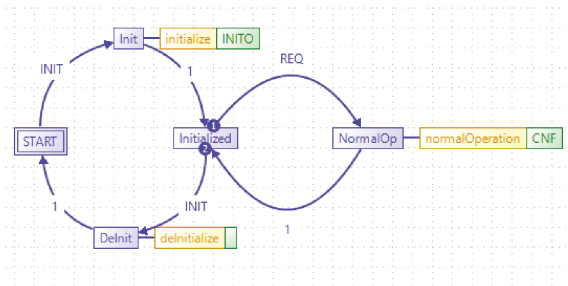 Init initialize INITO
REQ
INIT
1
1
START
Initialized
2
NormalOp normalOperation CNF
1
INIT
1
DeInit deInitialize